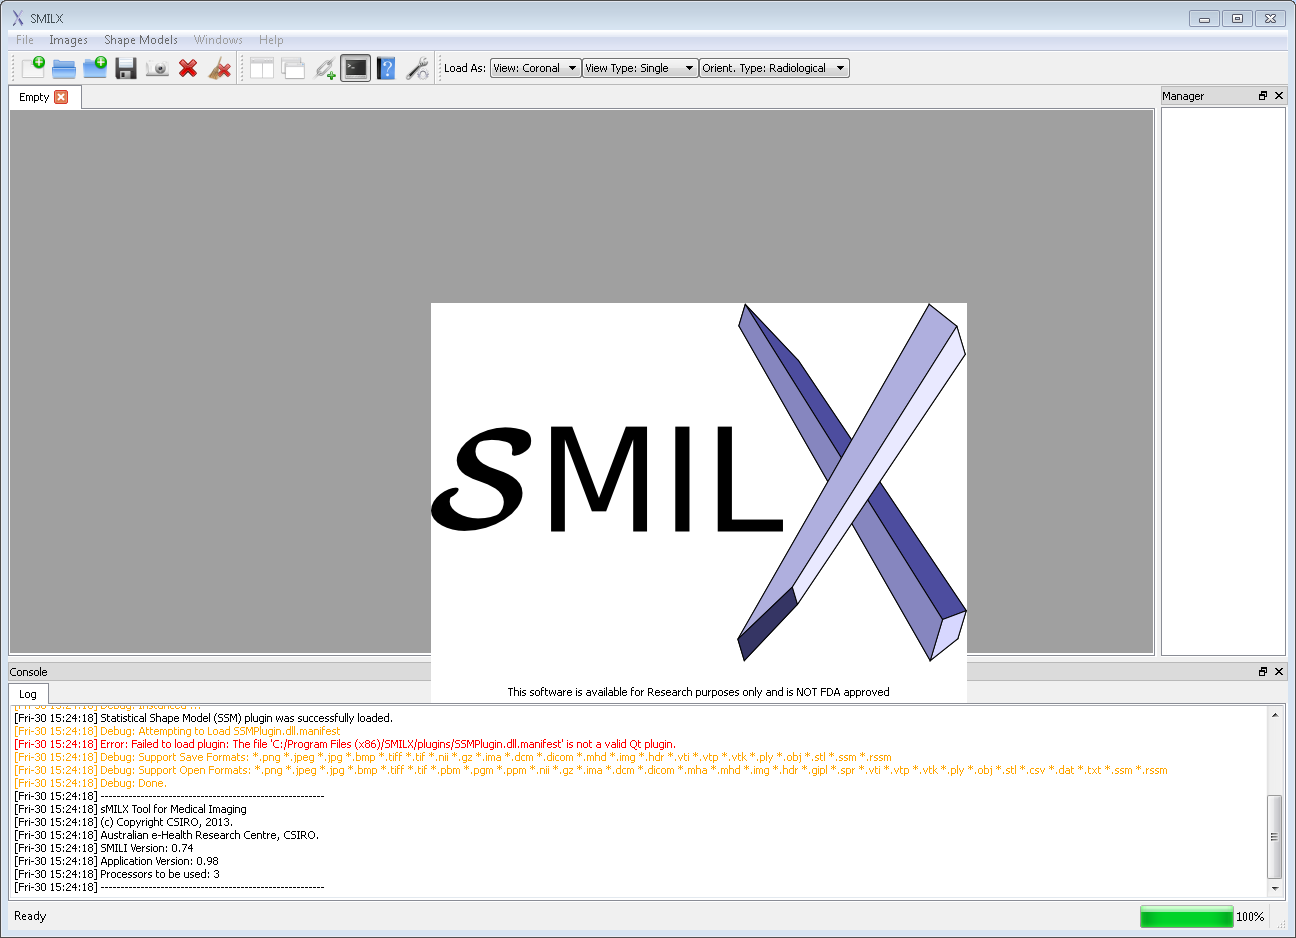 SMILX
File Images Shape Models Windows Help
Load As: View: Coronal View Type: Single Orient. Type: Radiological
Empty
Manager
SMILX
This software is available for Research purposes only and is NOT FDA approved
Console
Log
[Fri-30 15:24:18] Debug: Instanced ...
[Fri-30 15:24:18] Statistical Shape Model (SSM) plugin was successfully loaded.
[Fri-30 15:24:18] Debug: Attempting to Load SSMPlugin.dll.manifest
[Fri-30 15:24:18] Error: Failed to load plugin: The file 'C:/Program Files (x86)/SMILX/plugins/SSMPlugin.dll.manifest' is not a valid Qt plugin.
[Fri-30 15:24:18] Debug: Support Save Formats: *.png *.jpeg *.jpg *.bmp *.tiff *.tif *.nii *.gz *.ima *.dcm *.dicom *.mhd *.img *.hdr *.vti *.vtp *.vtk *.ply *.obj *.stl *.ssm *.rssm
[Fri-30 15:24:18] Debug: Support Open Formats: *.png *.jpeg *.jpg *.bmp *.tiff *.tif *.pbm *.pgm *.ppm *.nii *.gz *.ima *.dcm *.dicom *.mha *.mhd *.img *.hdr *.gipl *.spr *.vti *.vtp *.vtk *.ply *.obj *.stl *.csv *.dat *.txt *.ssm *.rssm
[Fri-30 15:24:18] Debug: Done.
[Fri-30 15:24:18] --------------------------------------------------------
[Fri-30 15:24:18] sMILX Tool for Medical Imaging
[Fri-30 15:24:18] (c) Copyright CSIRO, 2013.
[Fri-30 15:24:18] Australian e-Health Research Centre, CSIRO.
[Fri-30 15:24:18] SMILI Version: 0.74
[Fri-30 15:24:18] Application Version: 0.98
[Fri-30 15:24:18] Processors to be used: 3
[Fri-30 15:24:18] --------------------------------------------------------
Ready
100%